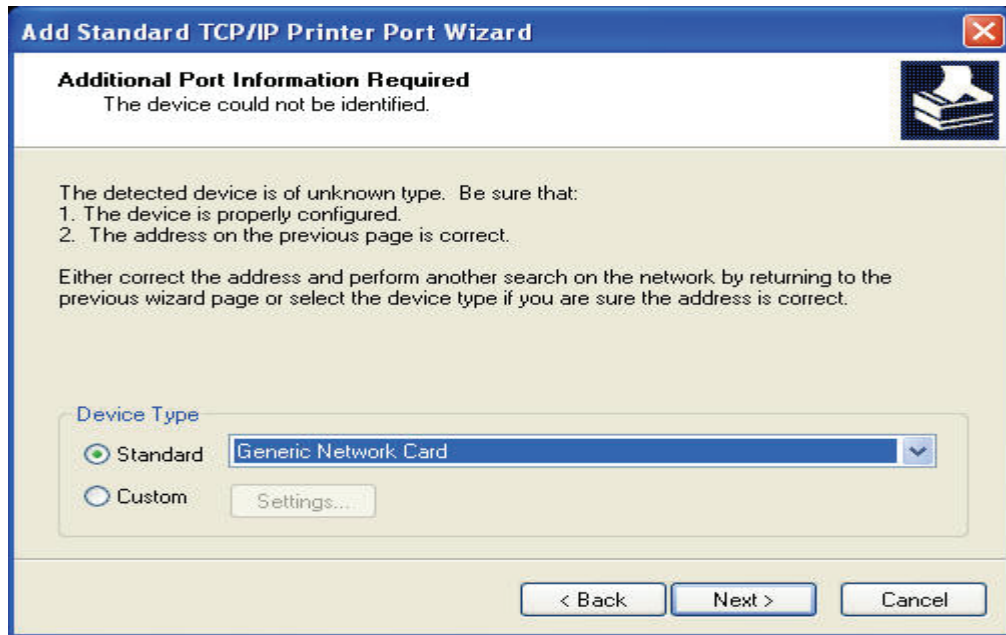 Add Standard TCP/IP Printer Port Wizard
Additional Port Information Required
The device could not be identified.
The detected device is of unknown type.  Be sure that:
1. The device is properly configured.
2.  The address on the previous page is correct.
Either correct the address and perform another search on the network by returning to the
previous wizard page or select the device type if you are sure the address is correct.
Device Type
Standard Generic Network Card
Custom Settings...
< Back Next > Cancel